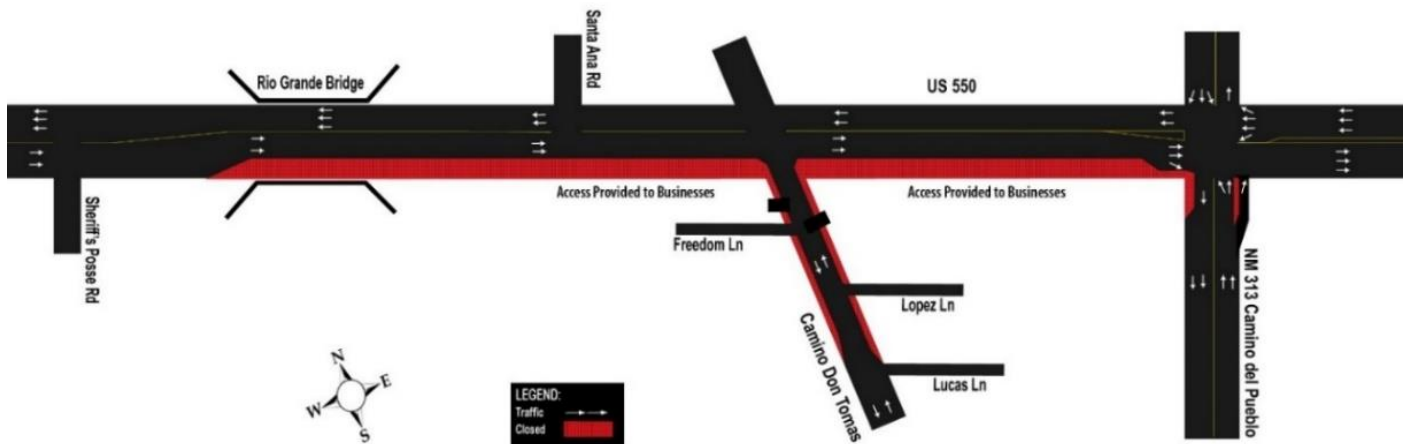 Santa Ana Rd
Rio Grande Bridge
US 550
Access Provided to Businesses
Access Provided to Businesses
Sheriff's Posse Rd
Freedom Ln
NM 313 Camino del Pueblo
Lopez Ln
Camino Don Tomas
Lucas Ln
N
E
W
S
LEGEND:
Traffic
Closed